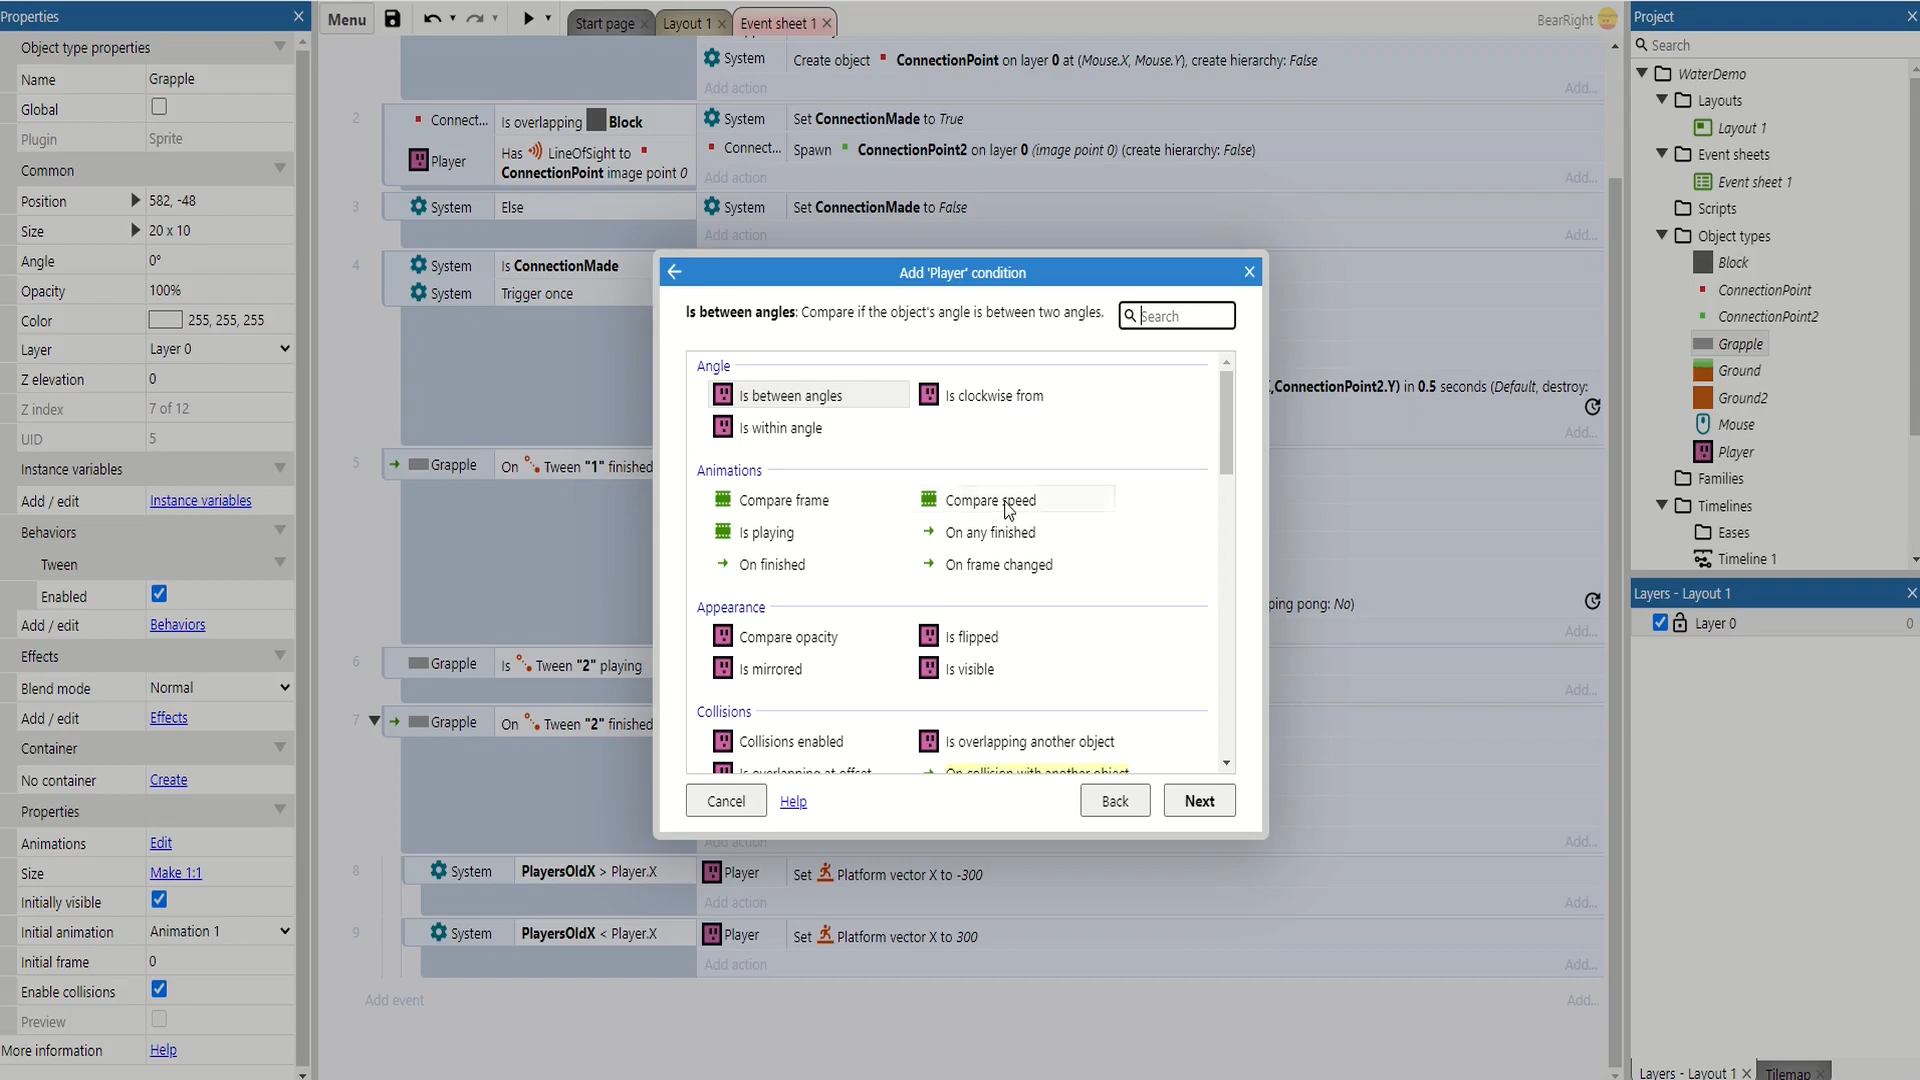 Properties
Object type properties
Name Grapple
Global
Plugin Sprite
Common
Position 582, -48
Size 20 x 10
Angle 0°
Opacity 100%
Color 255, 255, 255
Layer Layer 0
Z elevation 0
Z index 7 of 12
UID 5
Instance variables
Add / edit Instance variables
Behaviors
Tween
Enabled
Add / edit Behaviors
Effects
Blend mode Normal
Add / edit Effects
Container
No container Create
Properties
Animations Edit
Size Make 1:1
Initially visible
Initial animation Animation 1
Initial frame 0
Enable collisions
Preview
More information Help
Menu Start page Layout 1 Event sheet 1 BearRight
System Create object ConnectionPoint on layer 0 at (Mouse.X, Mouse.Y), create hierarchy: False
Add action Add...
2 Connect... Is overlapping Block System Set ConnectionMade to True
Player Has LineOfSight to Connect... Spawn ConnectionPoint2 on layer 0 (image point 0) (create hierarchy: False)
ConnectionPoint image point 0
Add action Add...
3 System Else System Set ConnectionMade to False
Add action Add...
4 System Is ConnectionMade
System Trigger once
,ConnectionPoint2.Y) in 0.5 seconds (Default, destroy:
Add...
5 Grapple On Tween "1" finished
ping pong: No)
Add...
6 Grapple Is Tween "2" playing
Add...
7 Grapple On Tween "2" finished
Add action Add...
8 System PlayersOldX > Player.X Player Set Platform vector X to -300
Add action Add...
9 System PlayersOldX < Player.X Player Set Platform vector X to 300
Add action Add...
Add event Add...
Add 'Player' condition
Is between angles: Compare if the object's angle is between two angles. Search
Angle
Is between angles Is clockwise from
Is within angle
Animations
Compare frame Compare speed
Is playing On any finished
On finished On frame changed
Appearance
Compare opacity Is flipped
Is mirrored Is visible
Collisions
Collisions enabled Is overlapping another object
Is overlapping at offset On collision with another object
Cancel Help Back Next
Project
Search
WaterDemo
Layouts
Layout 1
Event sheets
Event sheet 1
Scripts
Object types
Block
ConnectionPoint
ConnectionPoint2
Grapple
Ground
Ground2
Mouse
Player
Families
Timelines
Eases
Timeline 1
Layers - Layout 1
Layer 0 0
Layers - Layout 1 Tilemap